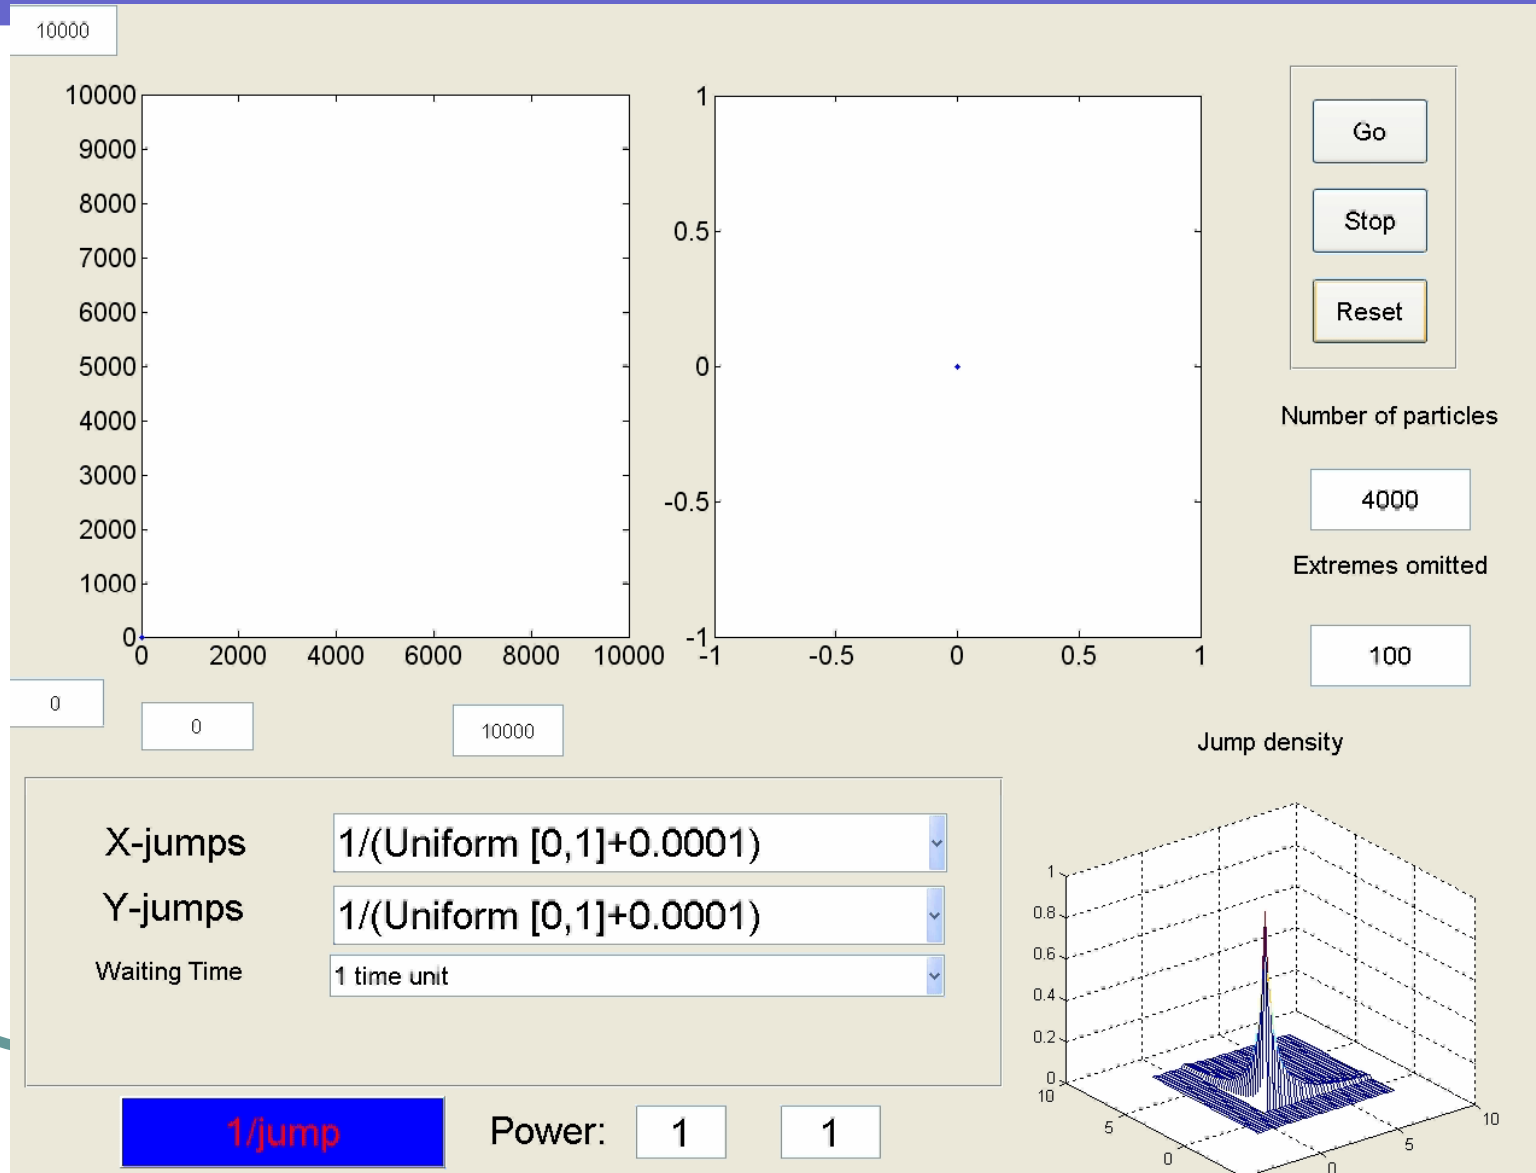 10000
10000
9000
8000
7000
6000
5000
4000
3000
2000
1000
0
0 2000 4000 6000 8000 10000
1
0.5
0
-0.5
-1
-1 -0.5 0 0.5 1
Go
Stop
Reset
Number of particles
4000
Extremes omitted
100
0
0
10000
X-jumps 1/(Uniform [0,1]+0.0001)
Y-jumps 1/(Uniform [0,1]+0.0001)
Waiting Time 1 time unit
1/jump
Power: 1 1
Jump density
1
0.8
0.6
0.4
0.2
0
10
5
0
0
5
10